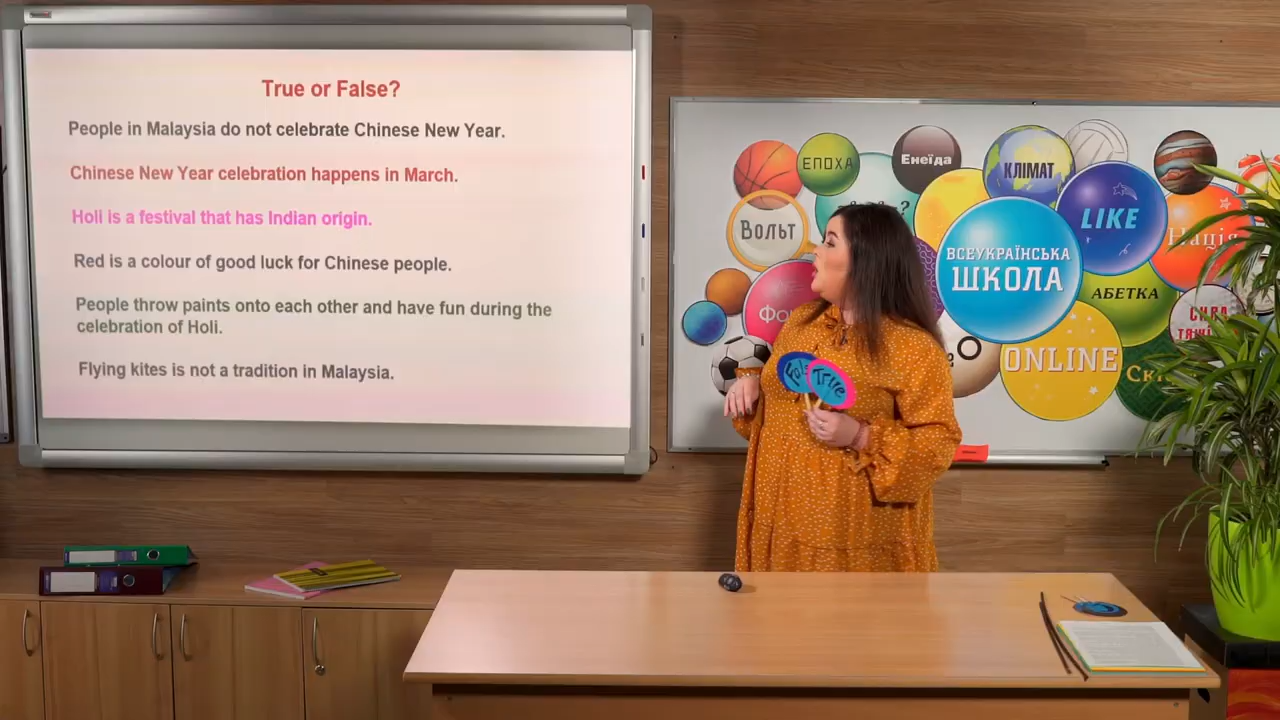 True or False?
People in Malaysia do not celebrate Chinese New Year.
Chinese New Year celebration happens in March.
Holi is a festival that has Indian origin.
Red is a colour of good luck for Chinese people.
People throw paints onto each other and have fun during the
celebration of Holi.
Flying kites is not a tradition in Malaysia.
ЕПОХА
Енеїда
КЛІМАТ
Вольт
LIKE
Нація
ВСЕУКРАЇНСЬКА
ШКОЛА
АБЕТКА
ONLINE
True